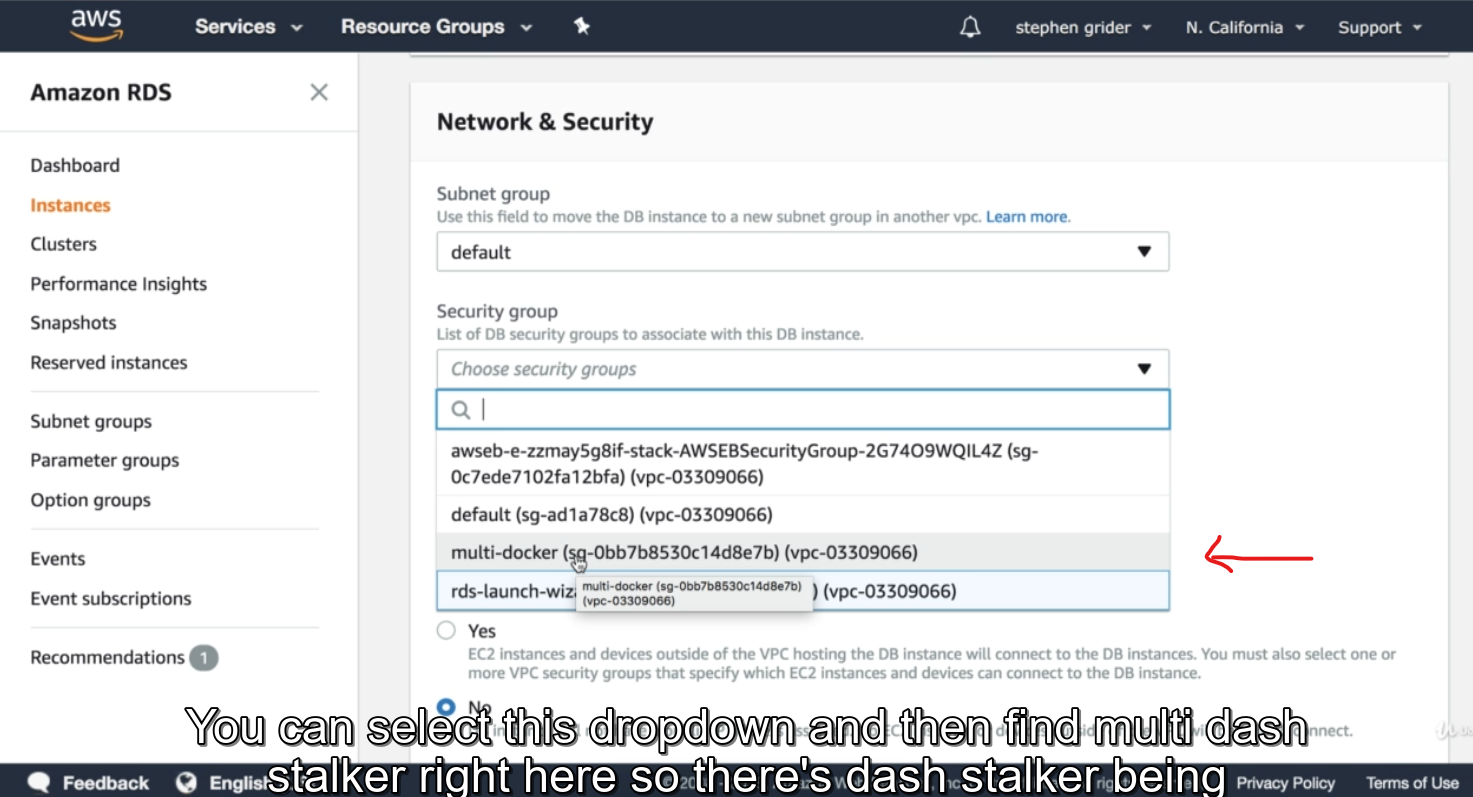 aws
Services
Resource Groups
stephen grider
N. California
Support
Amazon RDS
Dashboard
Instances
Clusters
Performance Insights
Snapshots
Reserved instances
Subnet groups
Parameter groups
Option groups
Events
Event subscriptions
Recommendations 1
Network & Security
Subnet group
Use this field to move the DB instance to a new subnet group in another vpc. Learn more.
default
Security group
List of DB security groups to associate with this DB instance.
Choose security groups
awseb-e-zzmay5g8if-stack-AWSEBSecurityGroup-2G74O9WQIL4Z (sg-
0c7ede7102fa12bfa) (vpc-03309066)
default (sg-ad1a78c8) (vpc-03309066)
multi-docker (sg-0bb7b8530c14d8e7b) (vpc-03309066)
rds-launch-wiz ) (vpc-03309066)
multi-docker (sg-0bb7b8530c14d8e7b)
(vpc-03309066)
Yes
EC2 instances and devices outside of the VPC hosting the DB instance will connect to the DB instances. You must also select one or
more VPC security groups that specify which EC2 instances and devices can connect to the DB instance.
No
You can select this dropdown and then find multi dash
stalker right here so there's dash stalker being
Feedback
English
Privacy Policy
Terms of Use